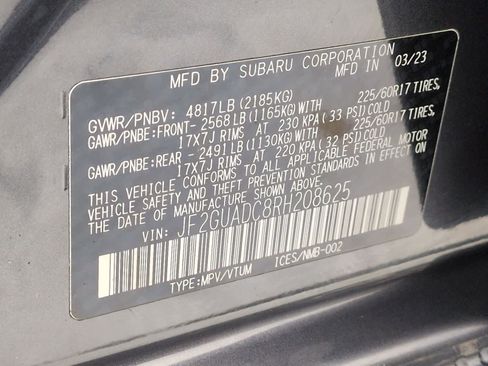 MFD BY SUBARU CORPORATION MFD IN 03/23
GVWR/PNBV: 4817LB (2185KG)
GAWR/PNBE:FRONT- 2568 LB (1165KG)WITH 225/60R17 TIRES,
17X7J RIMS AT 230 KPA (33 PSI)COLD
GAWR/PNBE:REAR - 2491 LB (1130KG)WITH 225/60R17 TIRES,
17X7J RIMS AT 220 KPA (32 PSI)COLD
THIS VEHICLE CONFORMS TO ALL APPLICABLE FEDERAL MOTOR
VEHICLE SAFETY AND THEFT PREVENTION STANDARDS IN EFFECT ON
THE DATE OF MANUFACTURE SHOWN ABOVE.
VIN: JF2GUADC8RH208625
TYPE:MPV/VTUM ICES/NMB-002